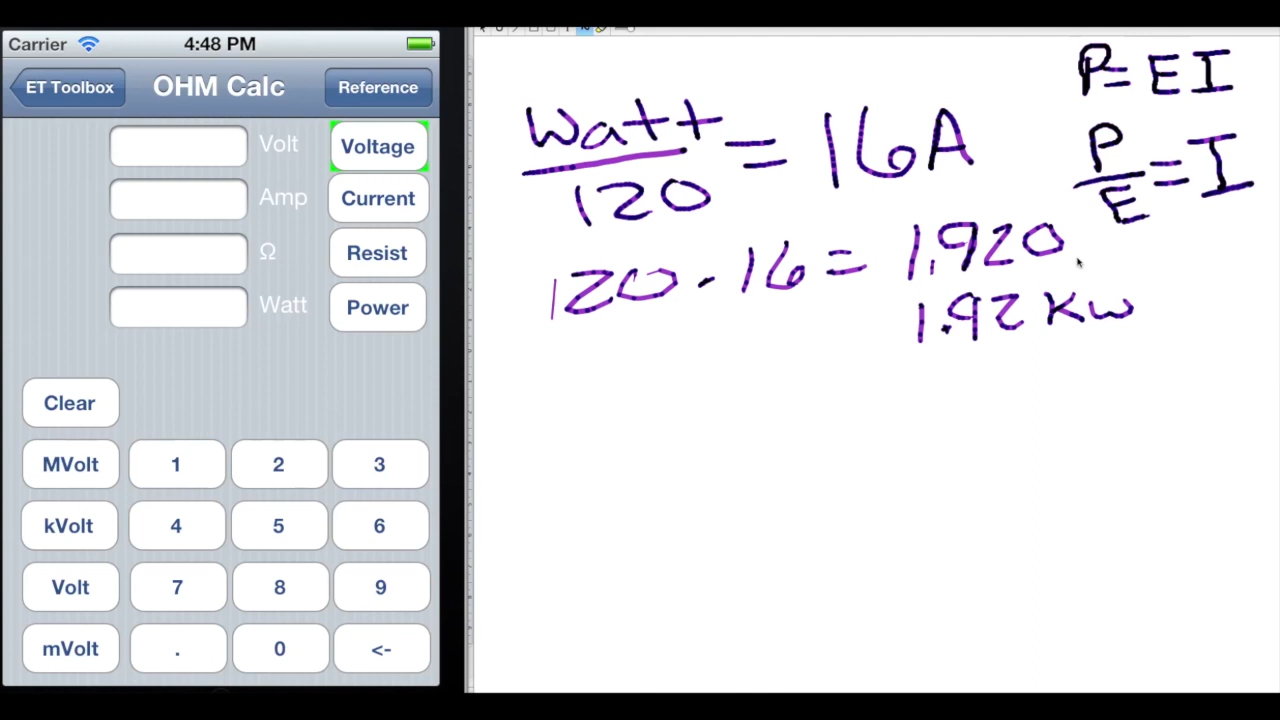 Carrier 4:48 PM
ET Toolbox OHM Calc Reference
Volt Voltage
Amp Current
Ω Resist
Watt Power
Clear
MVolt 1 2 3
kVolt 4 5 6
Volt 7 8 9
mVolt . 0 <-
P=EI
Watt/120 = 16A
P/E = I
120 · 16 = 1,920
1.92 KW